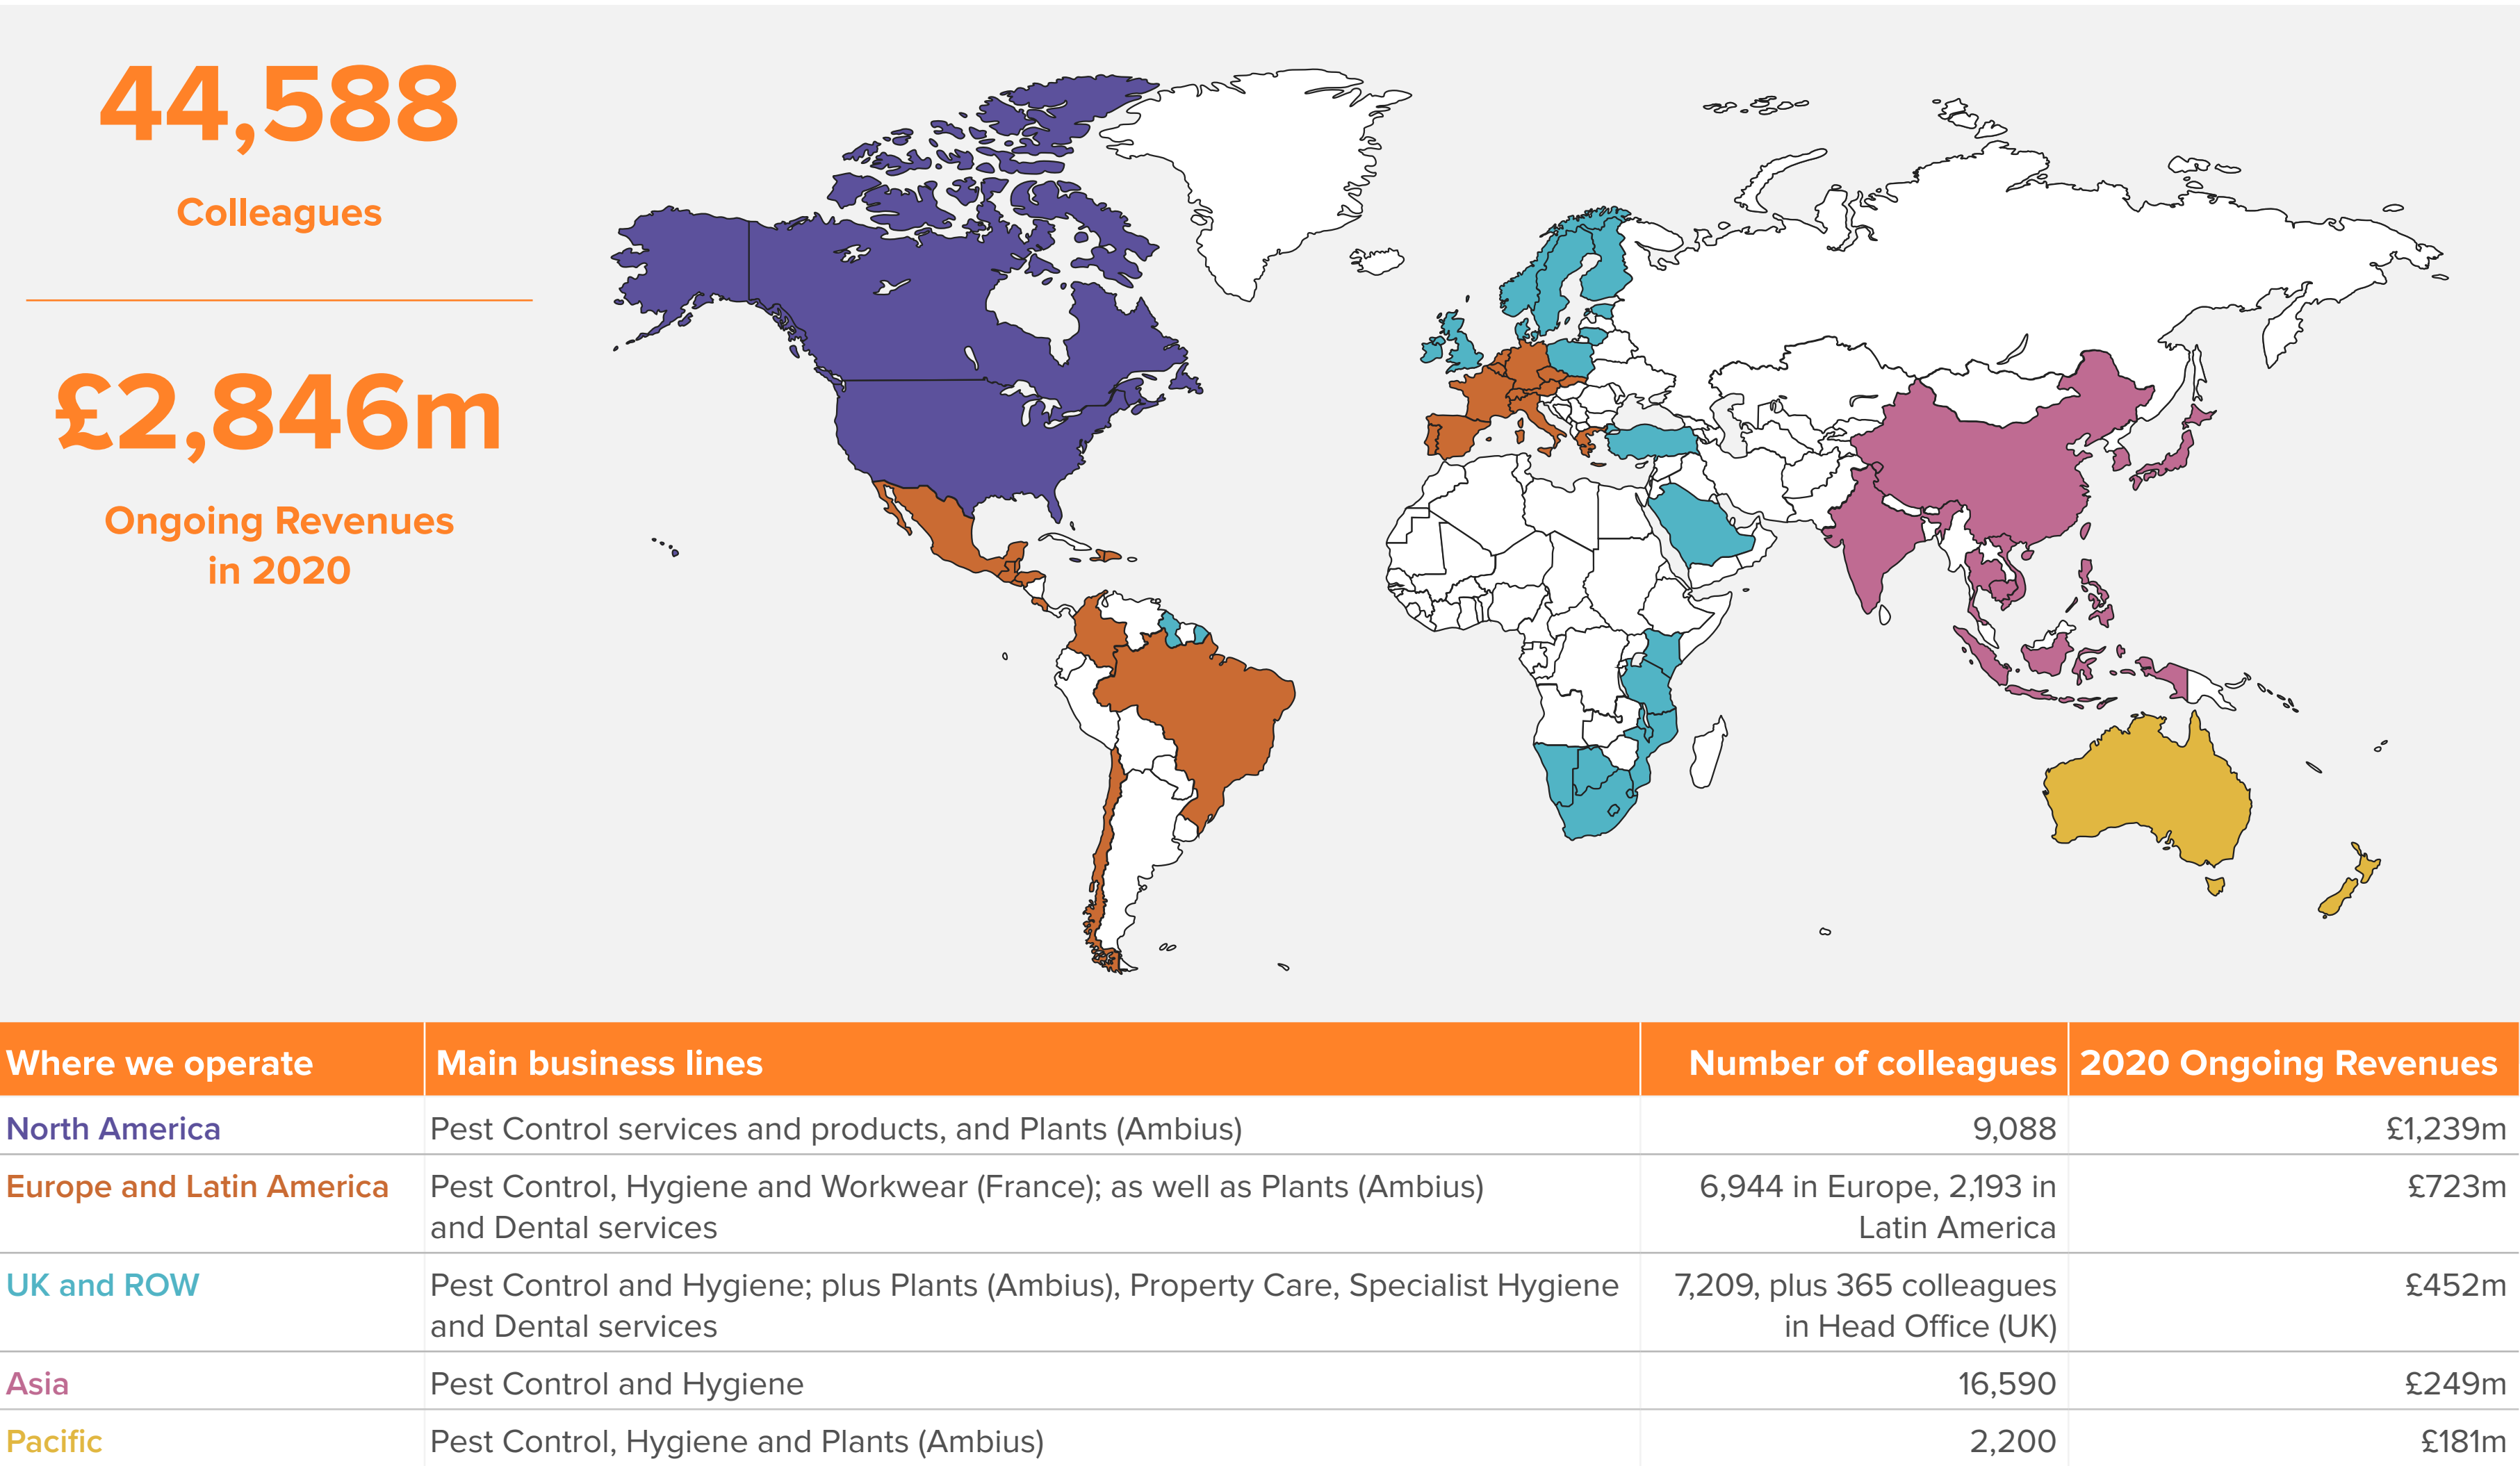 44,588
Colleagues
£2,846m
Ongoing Revenues
in 2020
Where we operate Main business lines Number of colleagues 2020 Ongoing Revenues
North America Pest Control services and products, and Plants (Ambius) 9,088 £1,239m
Europe and Latin America Pest Control, Hygiene and Workwear (France); as well as Plants (Ambius) 6,944 in Europe, 2,193 in £723m
and Dental services Latin America
UK and ROW Pest Control and Hygiene; plus Plants (Ambius), Property Care, Specialist Hygiene 7,209, plus 365 colleagues £452m
and Dental services in Head Office (UK)
Asia Pest Control and Hygiene 16,590 £249m
Pacific Pest Control, Hygiene and Plants (Ambius) 2,200 £181m